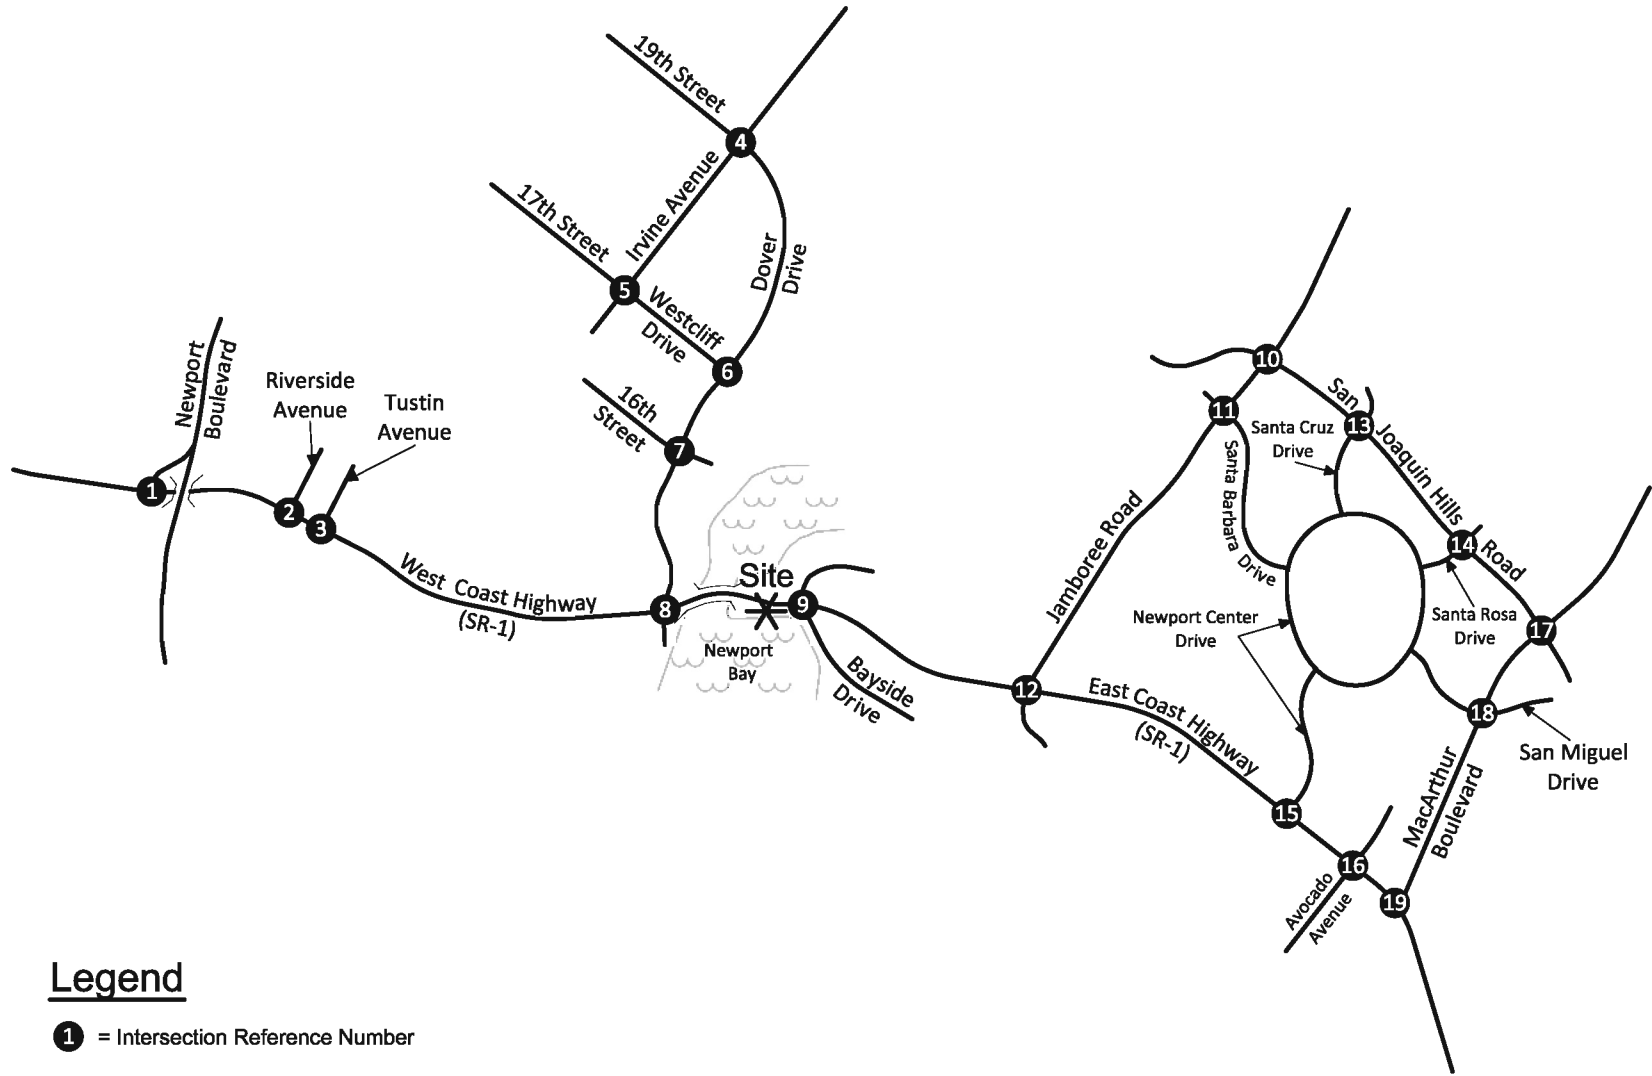 19th Street
4
17th Street
Irvine Avenue
Dover
Drive
5
Westcliff
Drive
6
Newport
Boulevard
Riverside
Avenue
Tustin
Avenue
16th
Street
7
10
San
11
Santa Cruz
Drive
13
Joaquin Hills
Santa Barbara Drive
1
2
3
Jamboree Road
14
Road
West Coast Highway
(SR-1)
8
Site
9
Newport Center
Drive
Santa Rosa
Drive
17
Newport
Bay
Bayside
Drive
12
East Coast Highway
(SR-1)
18
San Miguel
Drive
MacArthur
Boulevard
15
16
Avocado
Avenue
19
Legend
1 = Intersection Reference Number